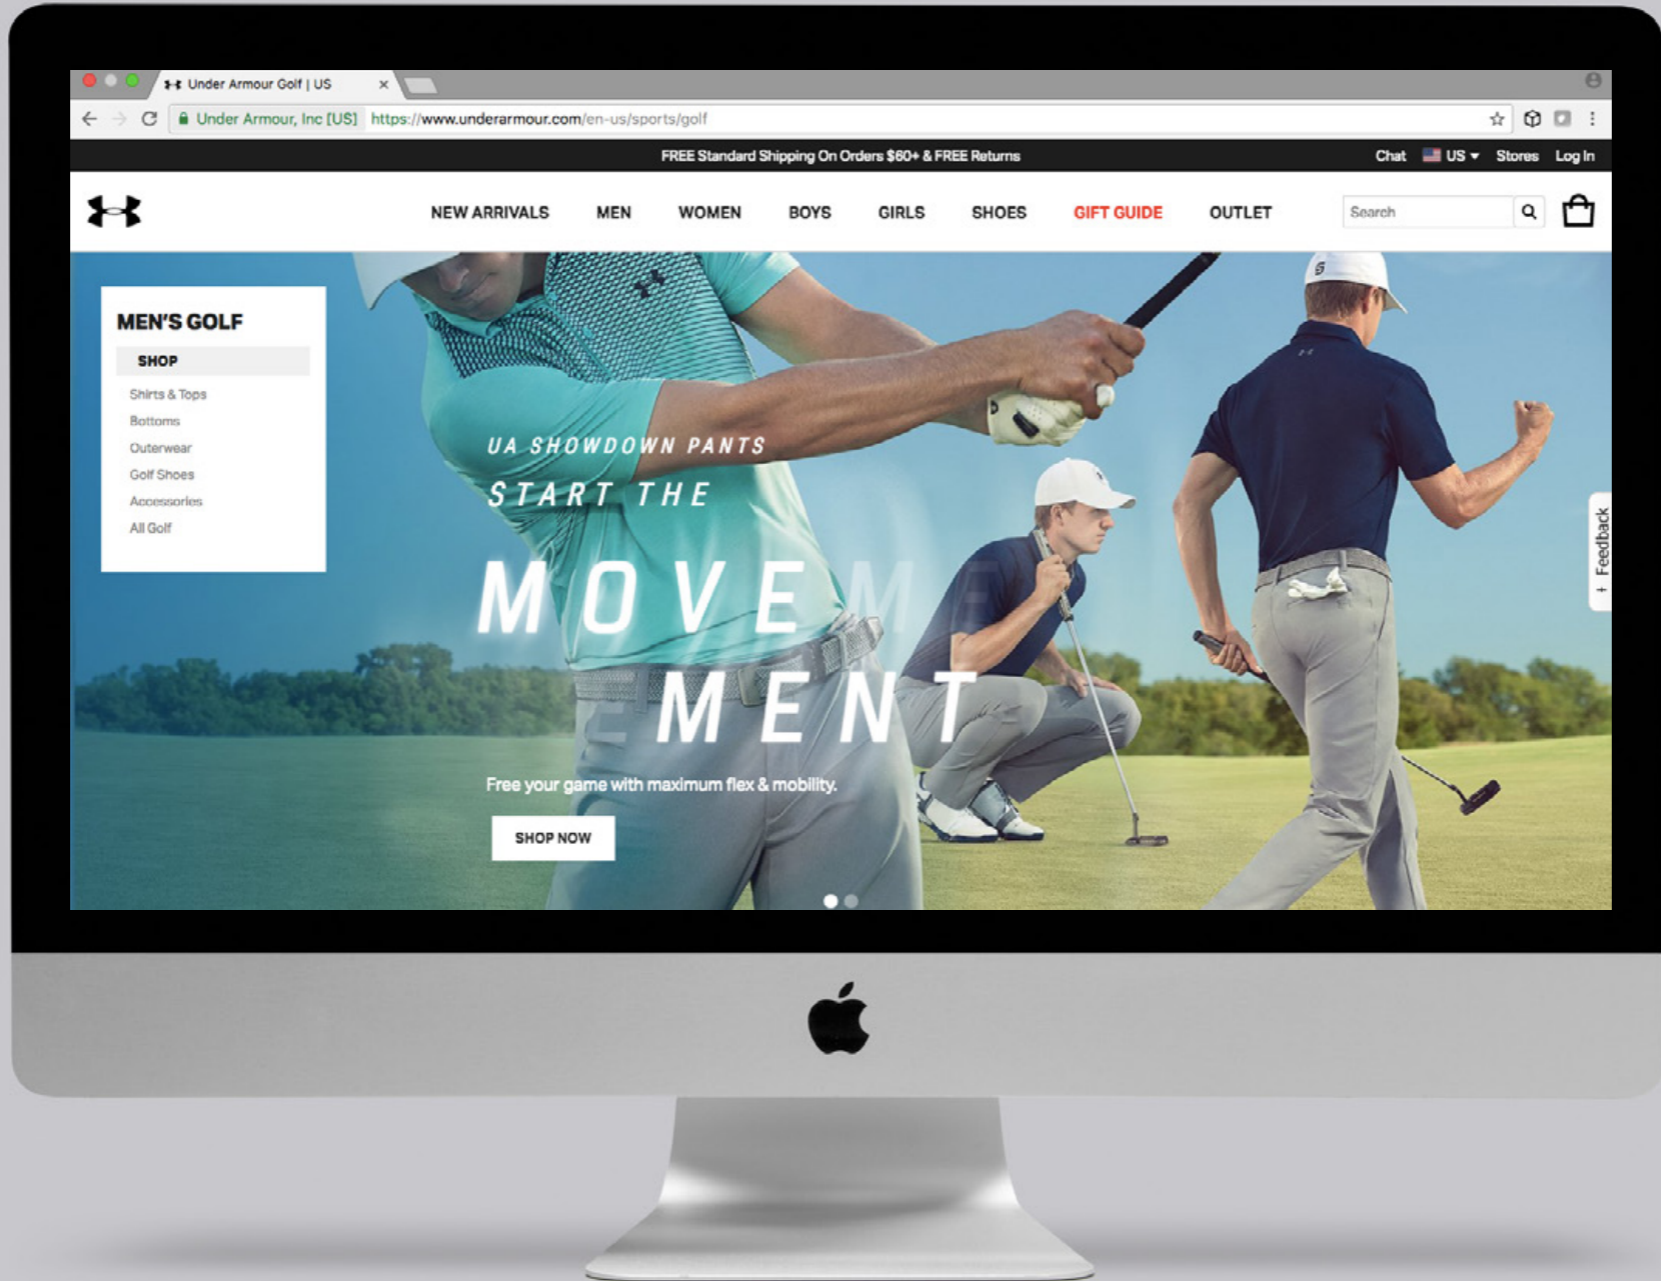 Under Armour Golf | US
Under Armour, Inc [US] https://www.underarmour.com/en-us/sports/golf
FREE Standard Shipping On Orders $60+ & FREE Returns
Chat US Stores Log In
NEW ARRIVALS MEN WOMEN BOYS GIRLS SHOES GIFT GUIDE OUTLET Search
MEN'S GOLF
SHOP
Shirts & Tops
Bottoms
Outerwear
Golf Shoes
Accessories
All Golf
UA SHOWDOWN PANTS
START THE
MOVE
MENT
Free your game with maximum flex & mobility.
SHOP NOW
+ Feedback